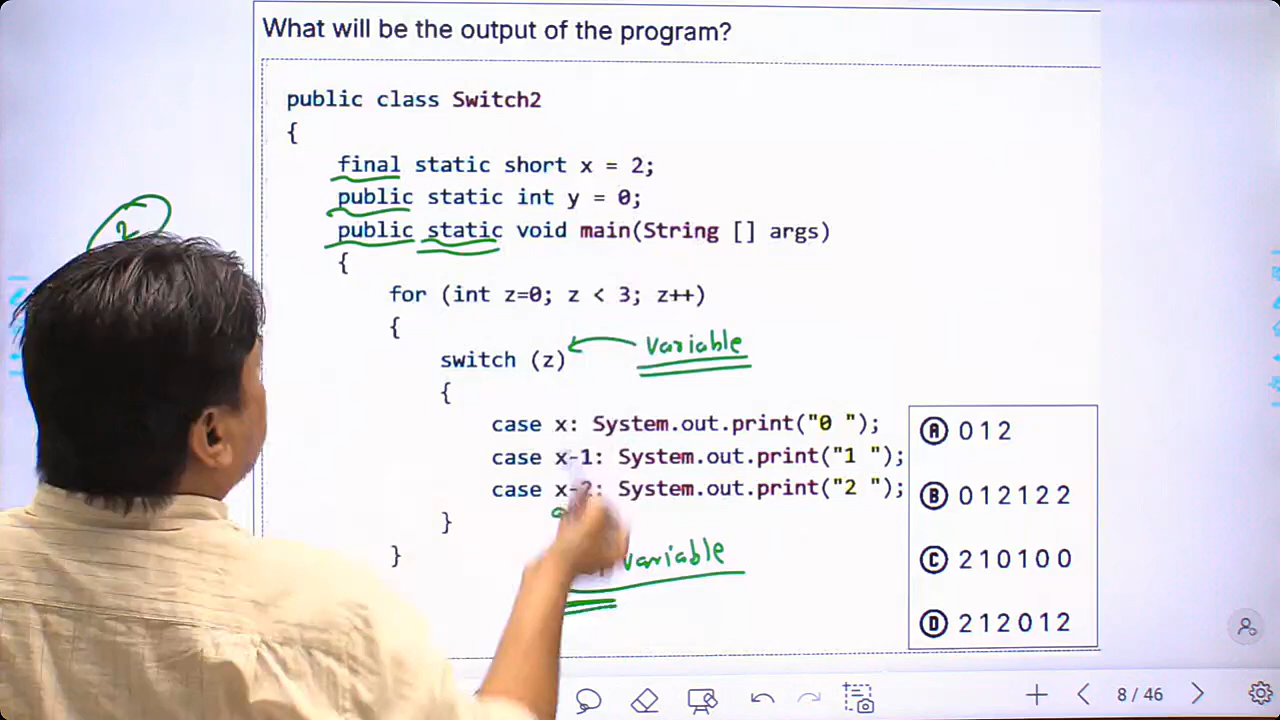 What will be the output of the program?
public class Switch2
{
final static short x = 2;
public static int y = 0;
2
public static void main(String [] args)
{
for (int z=0; z < 3; z++)
{
variable
switch (z)
{
case x: System.out.print("0 ");
case x-1: System.out.print("1 ");
case x-2: System.out.print("2 ");
}
}
variable
A 0 1 2
B 0 1 2 1 2 2
C 2 1 0 1 0 0
D 2 1 2 0 1 2
8 / 46